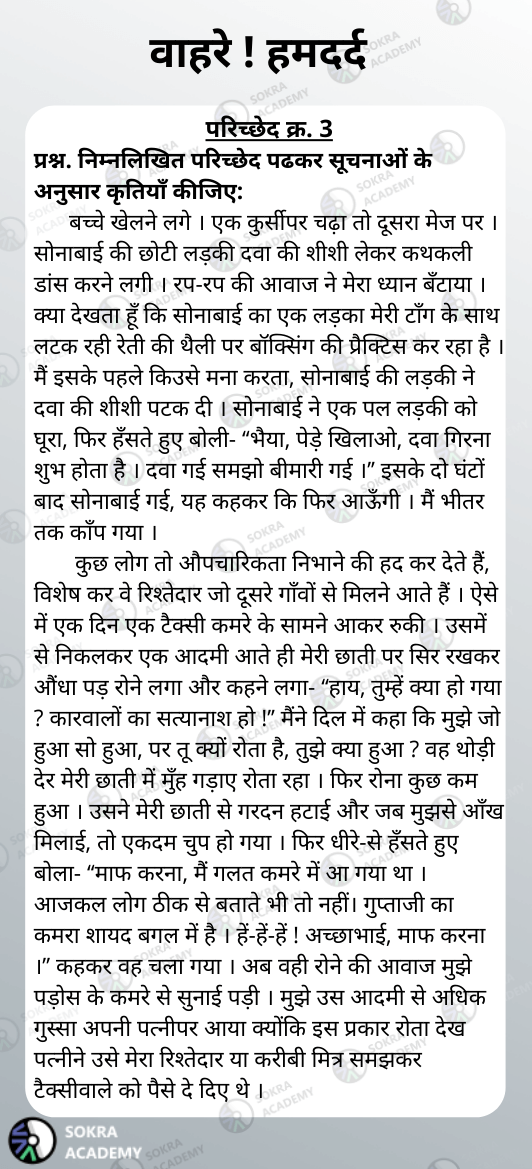 वाहरे ! हमदर्द
परिच्छेद क्र. 3
प्रश्न. निम्नलिखित परिच्छेद पढकर सूचनाओं के
अनुसार कृतियाँ कीजिए:
बच्चे खेलने लगे । एक कुर्सीपर चढ़ा तो दूसरा मेज पर ।
सोनाबाई की छोटी लड़की दवा की शीशी लेकर कथकली
डांस करने लगी । रप-रप की आवाज ने मेरा ध्यान बँटाया ।
क्या देखता हूँ कि सोनाबाई का एक लड़का मेरी टाँग के साथ
लटक रही रेती की थैली पर बॉक्सिंग की प्रैक्टिस कर रहा है ।
मैं इसके पहले किउसे मना करता, सोनाबाई की लड़की ने
दवा की शीशी पटक दी । सोनाबाई ने एक पल लड़की को
घूरा, फिर हँसते हुए बोली- “भैया, पेड़े खिलाओ, दवा गिरना
शुभ होता है । दवा गई समझो बीमारी गई ।” इसके दो घंटों
बाद सोनाबाई गई, यह कहकर कि फिर आऊँगी । मैं भीतर
तक काँप गया ।
कुछ लोग तो औपचारिकता निभाने की हद कर देते हैं,
विशेष कर वे रिश्तेदार जो दूसरे गाँवों से मिलने आते हैं । ऐसे
में एक दिन एक टैक्सी कमरे के सामने आकर रुकी । उसमें
से निकलकर एक आदमी आते ही मेरी छाती पर सिर रखकर
औंधा पड़ रोने लगा और कहने लगा- “हाय, तुम्हें क्या हो गया
? कारवालों का सत्यानाश हो !” मैंने दिल में कहा कि मुझे जो
हुआ सो हुआ, पर तू क्यों रोता है, तुझे क्या हुआ ? वह थोड़ी
देर मेरी छाती में मुँह गड़ाए रोता रहा । फिर रोना कुछ कम
हुआ । उसने मेरी छाती से गरदन हटाई और जब मुझसे आँख
मिलाई, तो एकदम चुप हो गया । फिर धीरे-से हँसते हुए
बोला- “माफ करना, मैं गलत कमरे में आ गया था ।
आजकल लोग ठीक से बताते भी तो नहीं। गुप्ताजी का
कमरा शायद बगल में है । हें-हें-हें ! अच्छाभाई, माफ करना
।” कहकर वह चला गया । अब वही रोने की आवाज मुझे
पड़ोस के कमरे से सुनाई पड़ी । मुझे उस आदमी से अधिक
गुस्सा अपनी पत्नीपर आया क्योंकि इस प्रकार रोता देख
पत्नीने उसे मेरा रिश्तेदार या करीबी मित्र समझकर
टैक्सीवाले को पैसे दे दिए थे ।
SOKRA
ACADEMY